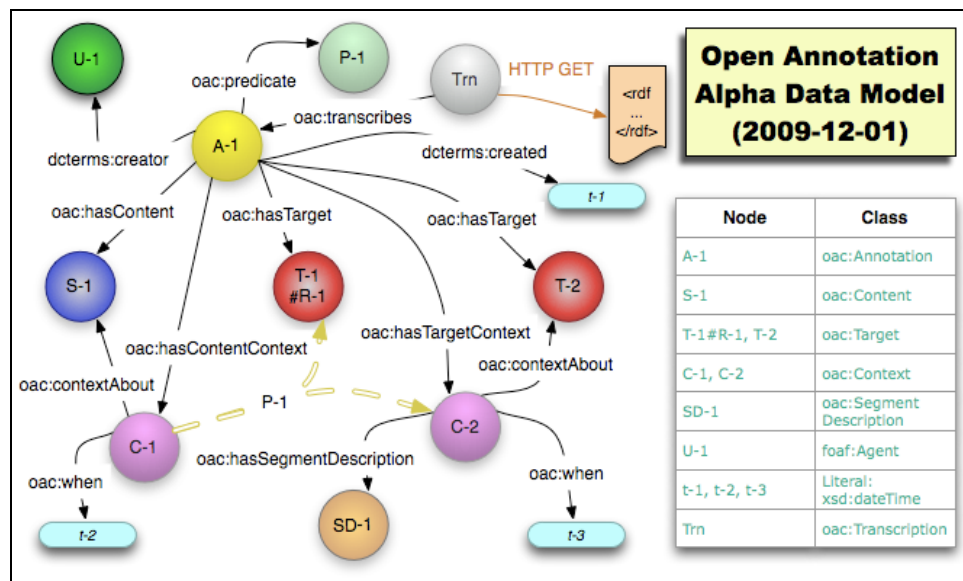 U-1
P-1
oac:predicate
Trn
HTTP GET
<rdf
...
</rdf>
Open Annotation
Alpha Data Model
(2009-12-01)
oac:transcribes
A-1
dcterms:creator
dcterms:created
t-1
oac:hasContent
oac:hasTarget
oac:hasTarget
S-1
T-1
#R-1
T-2
oac:hasTargetContext
oac:hasContentContext
oac:contextAbout
oac:contextAbout
P-1
C-1
C-2
oac:hasSegmentDescription
oac:when
oac:when
SD-1
t-2
t-3
Node Class
A-1 oac:Annotation
S-1 oac:Content
T-1#R-1, T-2 oac:Target
C-1, C-2 oac:Context
SD-1 oac:Segment
Description
U-1 foaf:Agent
t-1, t-2, t-3 Literal:
xsd:dateTime
Trn oac:Transcription